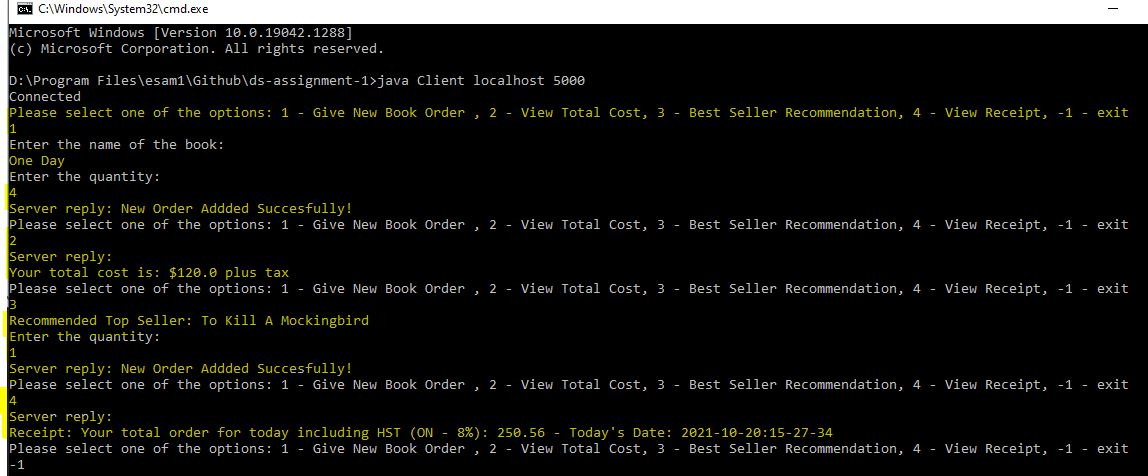 C:\Windows\System32\cmd.exe
Microsoft Windows [Version 10.0.19042.1288]
(c) Microsoft Corporation. All rights reserved.
D:\Program Files\esam1\Github\ds-assignment-1>java Client localhost 5000
Connected
Please select one of the options: 1 - Give New Book Order , 2 - View Total Cost, 3 - Best Seller Recommendation, 4 - View Receipt, -1 - exit
1
Enter the name of the book:
One Day
Enter the quantity:
4
Server reply: New Order Addded Succesfully!
Please select one of the options: 1 - Give New Book Order , 2 - View Total Cost, 3 - Best Seller Recommendation, 4 - View Receipt, -1 - exit
2
Server reply:
Your total cost is: $120.0 plus tax
Please select one of the options: 1 - Give New Book Order , 2 - View Total Cost, 3 - Best Seller Recommendation, 4 - View Receipt, -1 - exit
3
Recommended Top Seller: To Kill A Mockingbird
Enter the quantity:
1
Server reply: New Order Addded Succesfully!
Please select one of the options: 1 - Give New Book Order , 2 - View Total Cost, 3 - Best Seller Recommendation, 4 - View Receipt, -1 - exit
4
Server reply:
Receipt: Your total order for today including HST (ON - 8%): 250.56 - Today's Date: 2021-10-20:15-27-34
Please select one of the options: 1 - Give New Book Order , 2 - View Total Cost, 3 - Best Seller Recommendation, 4 - View Receipt, -1 - exit
-1